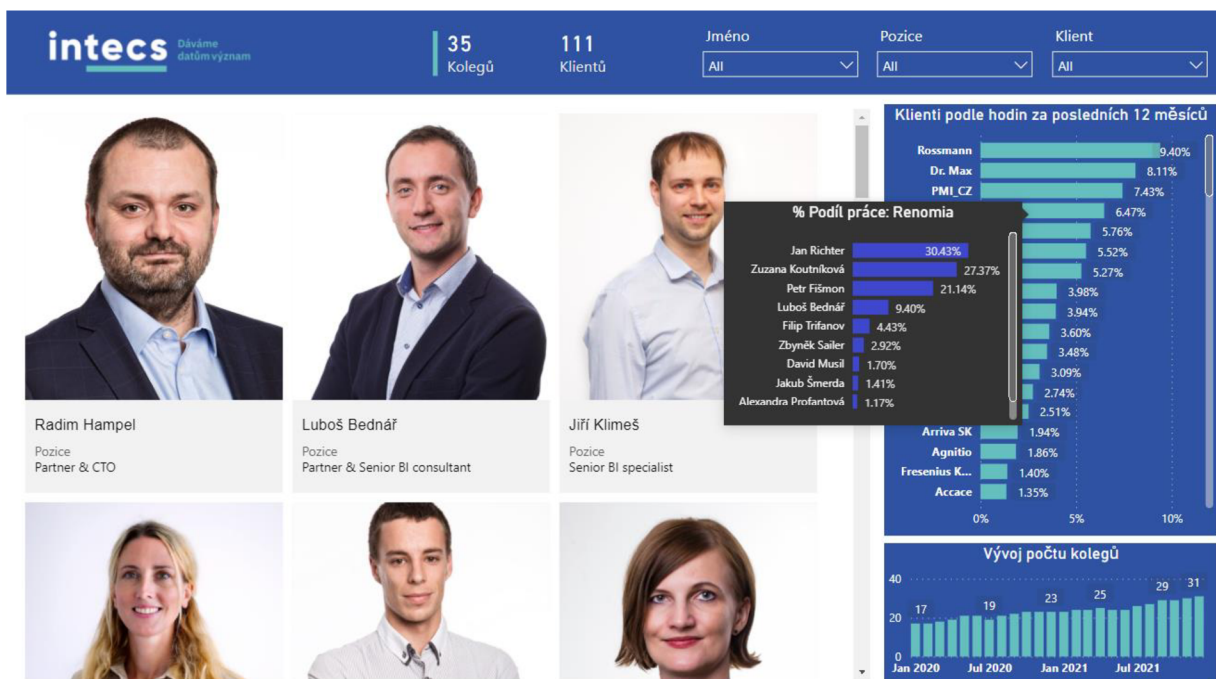 intecs
Dáváme
datům význam
35
Kolegů
111
Klientů
Jméno
All
Pozice
All
Klient
All
Radim Hampel
Pozice
Partner & CTO
Luboš Bednář
Pozice
Partner & Senior BI consultant
Jiří Klimeš
Pozice
Senior BI specialist
% Podíl práce: Renomia
Jan Richter 30.43%
Zuzana Koutníková 27.37%
Petr Fišmon 21.14%
Luboš Bednář 9.40%
Filip Trifanov 4.43%
Zbyněk Sailer 2.92%
David Musil 1.70%
Jakub Šmerda 1.41%
Alexandra Profantová 1.17%
Klienti podle hodin za posledních 12 měsíců
Rossmann 9.40%
Dr. Max 8.11%
PMI_CZ 7.43%
6.47%
5.76%
5.52%
5.27%
3.98%
3.94%
3.60%
3.48%
3.09%
2.74%
2.51%
Arriva SK 1.94%
Agnitio 1.86%
Fresenius K... 1.40%
Accace 1.35%
0% 5% 10%
Vývoj počtu kolegů
40
20
0
17 19 23 25 29 31
Jan 2020 Jul 2020 Jan 2021 Jul 2021